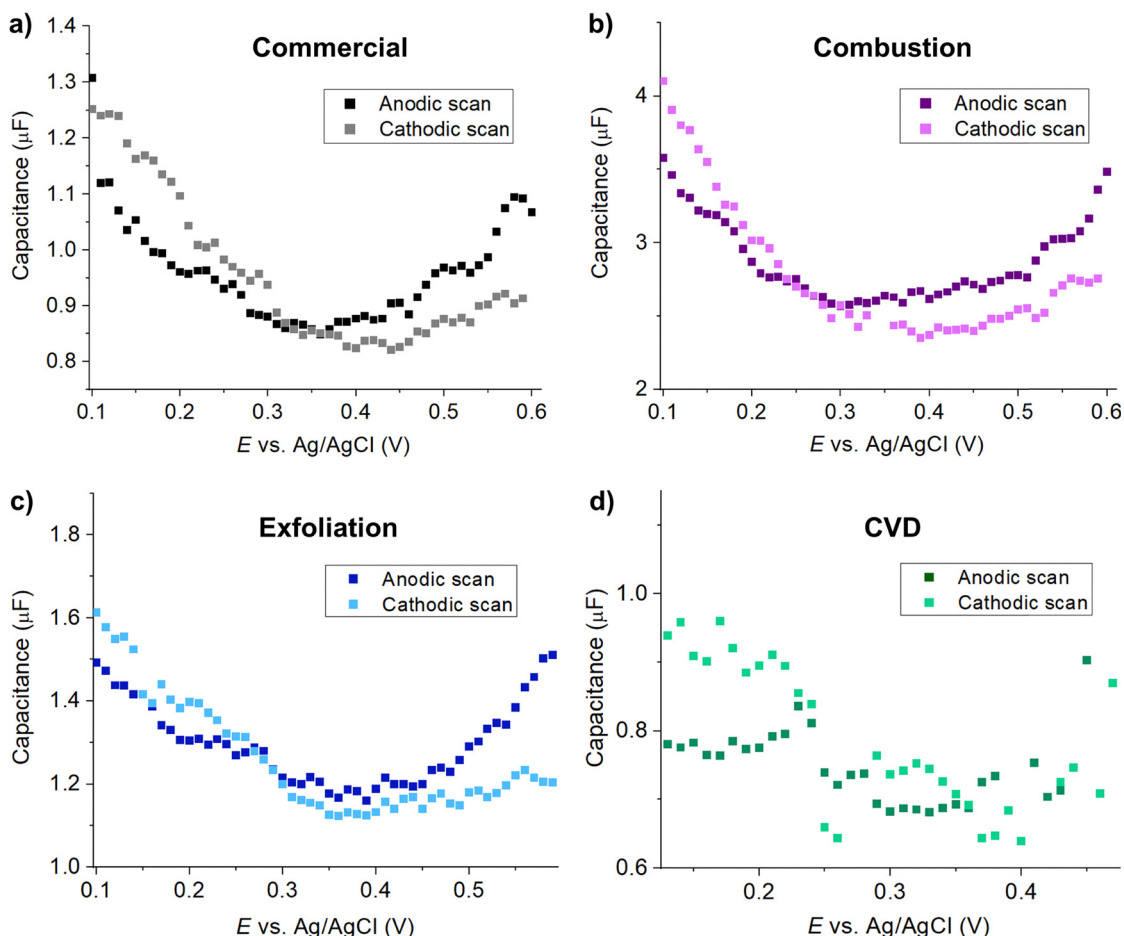 a)
Commercial
Anodic scan
Cathodic scan
Capacitance (μF)
1.4
1.3
1.2
1.1
1.0
0.9
0.8
0.1 0.2 0.3 0.4 0.5 0.6
E vs. Ag/AgCl (V)
b)
Combustion
Anodic scan
Cathodic scan
Capacitance (μF)
4
3
2
0.1 0.2 0.3 0.4 0.5 0.6
E vs. Ag/AgCl (V)
c)
Exfoliation
Anodic scan
Cathodic scan
Capacitance (μF)
1.8
1.6
1.4
1.2
1.0
0.1 0.2 0.3 0.4 0.5
E vs. Ag/AgCl (V)
d)
CVD
Anodic scan
Cathodic scan
Capacitance (μF)
1.0
0.8
0.6
0.2 0.3 0.4
E vs. Ag/AgCl (V)